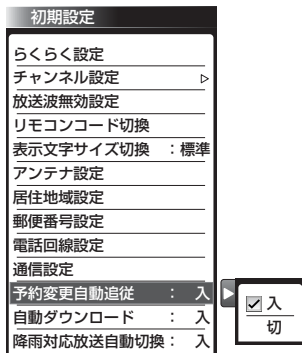 初期設定
らくらく設定
チャンネル設定
放送波無効設定
リモコンコード切換
表示文字サイズ切換 ：標準
アンテナ設定
居住地域設定
郵便番号設定
電話回線設定
通信設定
予約変更自動追従 ： 入
自動ダウンロード ： 入
降雨対応放送自動切換： 入
入
切